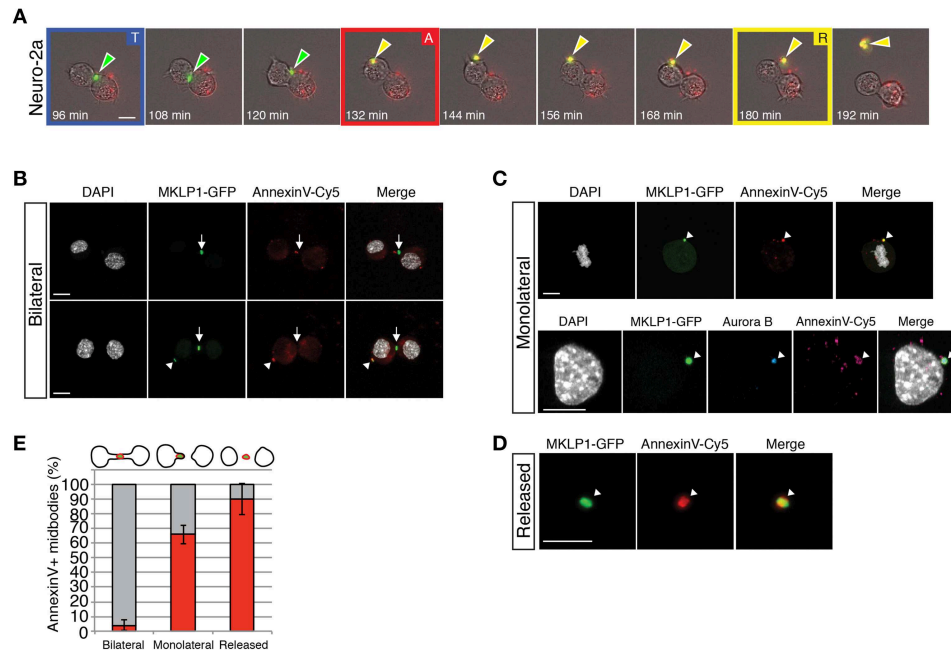 A
Neuro-2a
T
A
R
96 min
108 min
120 min
132 min
144 min
156 min
168 min
180 min
192 min
B
DAPI
MKLP1-GFP
AnnexinV-Cy5
Merge
Bilateral
C
DAPI
MKLP1-GFP
AnnexinV-Cy5
Merge
Monolateral
DAPI
MKLP1-GFP
Aurora B
AnnexinV-Cy5
Merge
E
AnnexinV+ midbodies (%)
100
90
80
70
60
50
40
30
20
10
0
Bilateral
Monolateral
Released
D
MKLP1-GFP
AnnexinV-Cy5
Merge
Released